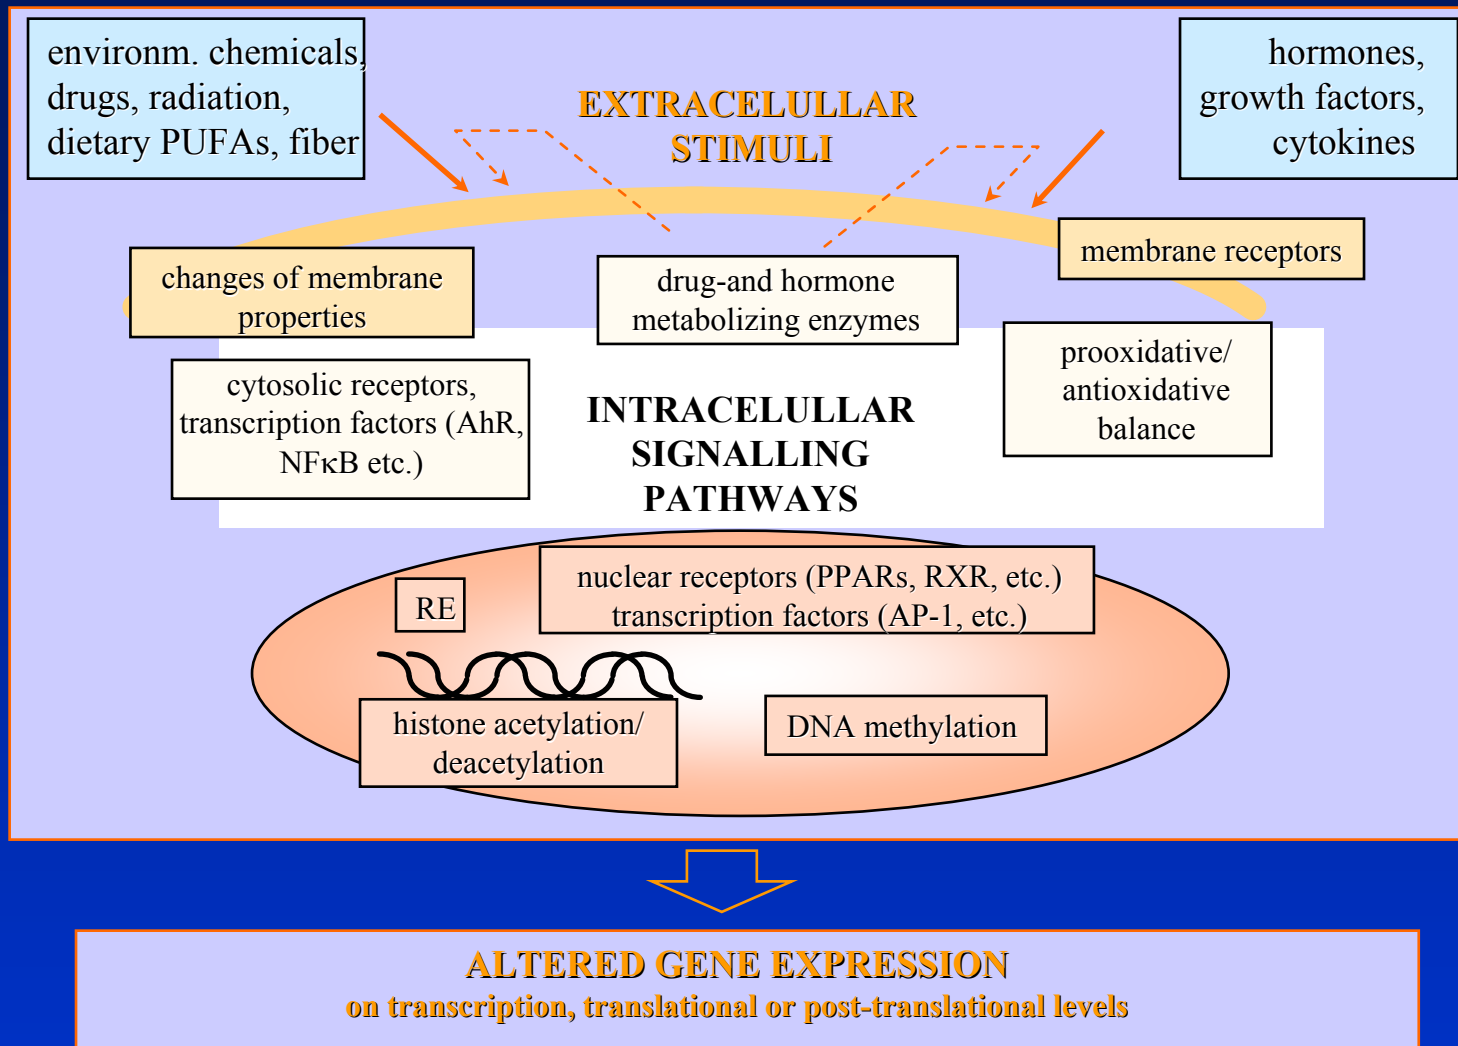 environm. chemicals,
drugs, radiation,
dietary PUFAs, fiber
EXTRACELULLAR
STIMULI
hormones,
growth factors,
cytokines
changes of membrane
properties
drug-and hormone
metabolizing enzymes
membrane receptors
cytosolic receptors,
transcription factors (AhR,
NFκB etc.)
INTRACELULLAR
SIGNALLING
PATHWAYS
prooxidative/
antioxidative
balance
RE
nuclear receptors (PPARs, RXR, etc.)
transcription factors (AP-1, etc.)
histone acetylation/
deacetylation
DNA methylation
ALTERED GENE EXPRESSION
on transcription, translational or post-translational levels